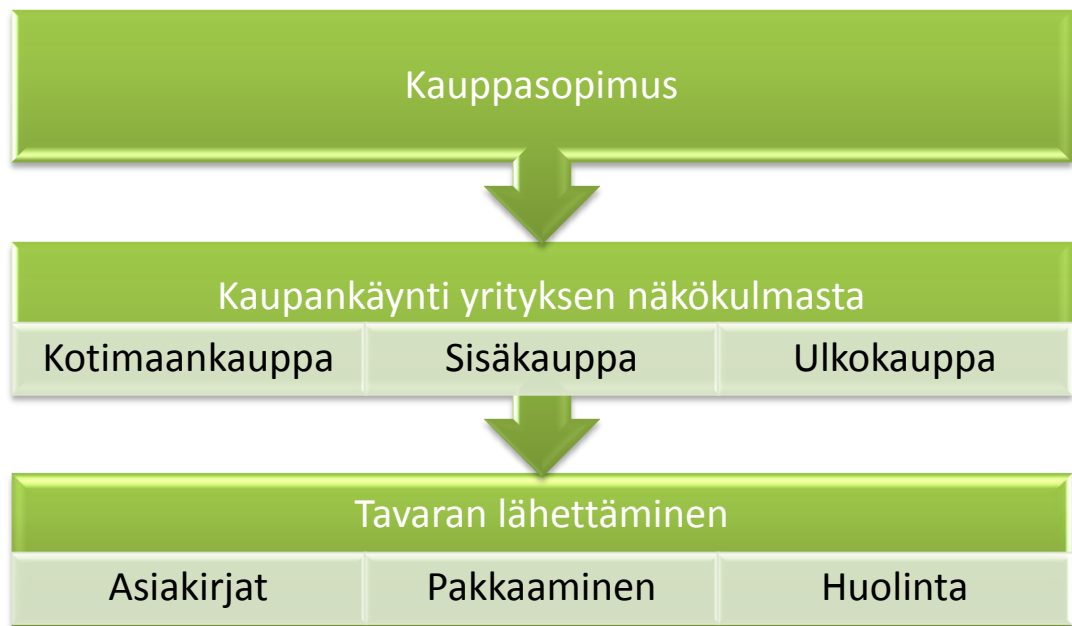 Kauppasopimus
Kaupankäynti yrityksen näkökulmasta
Kotimaankauppa Sisäkauppa Ulkokauppa
Tavaran lähettäminen
Asiakirjat Pakkaaminen Huolinta